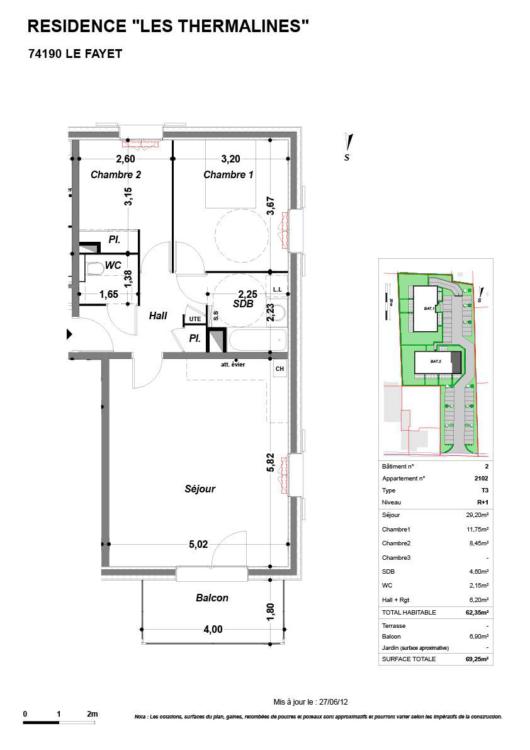 RESIDENCE "LES THERMALINES"
74190 LE FAYET
S
2,60
3,20
Chambre 2
Chambre 1
3,15
3,67
Pl.
WC
1,38
1,65
2,25
SDB
L.L
2,23
S.S
Hall
UTE
Pl.
att. évier
CH
5,82
Séjour
5,02
Balcon
1,80
4,00
S
BAT.1
BAT.2
Bâtiment n° 2
Appartement n° 2102
Type T3
Niveau R+1
Séjour 29,20m²
Chambre1 11,75m²
Chambre2 8,45m²
Chambre3 -
SDB 4,60m²
WC 2,15m²
Hall + Rgt 6,20m²
TOTAL HABITABLE 62,35m²
Terrasse -
Balcon 6,90m²
Jardin (surface aproximative) -
SURFACE TOTALE 69,25m²
Mis à jour le : 27/06/12
0 1 2m
Nota : Les cotations, surfaces du plan, gaines, retombées de poutres et poteaux sont approximatifs et pourront varier selon les impératifs de la construction.